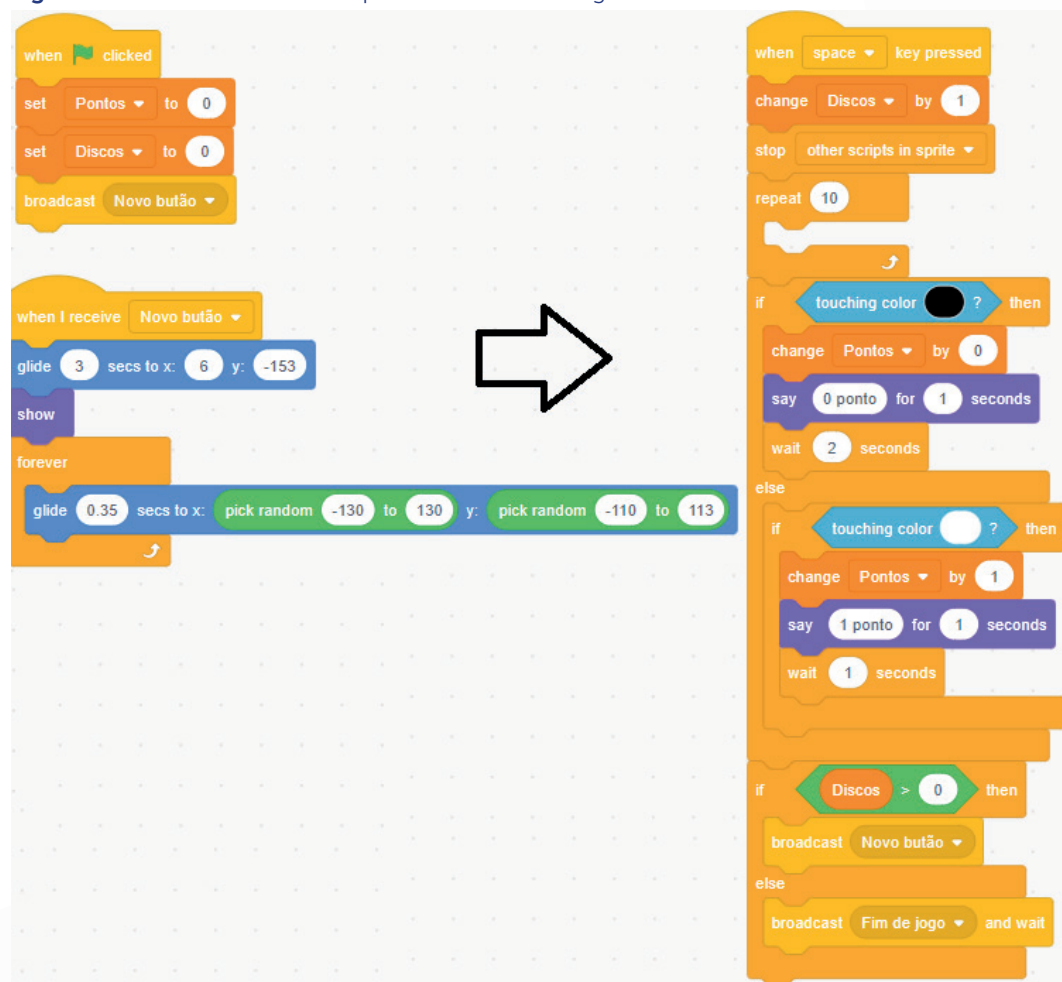 when clicked
set Pontos to 0
set Discos to 0
broadcast Novo butão
when I receive Novo butão
glide 3 secs to x: 6 y: -153
show
forever
glide 0.35 secs to x: pick random -130 to 130 y: pick random -110 to 113
when space key pressed
change Discos by 1
stop other scripts in sprite
repeat 10
if touching color ? then
change Pontos by 0
say 0 ponto for 1 seconds
wait 2 seconds
else
if touching color ? then
change Pontos by 1
say 1 ponto for 1 seconds
wait 1 seconds
if Discos > 0 then
broadcast Novo butão
else
broadcast Fim de jogo and wait